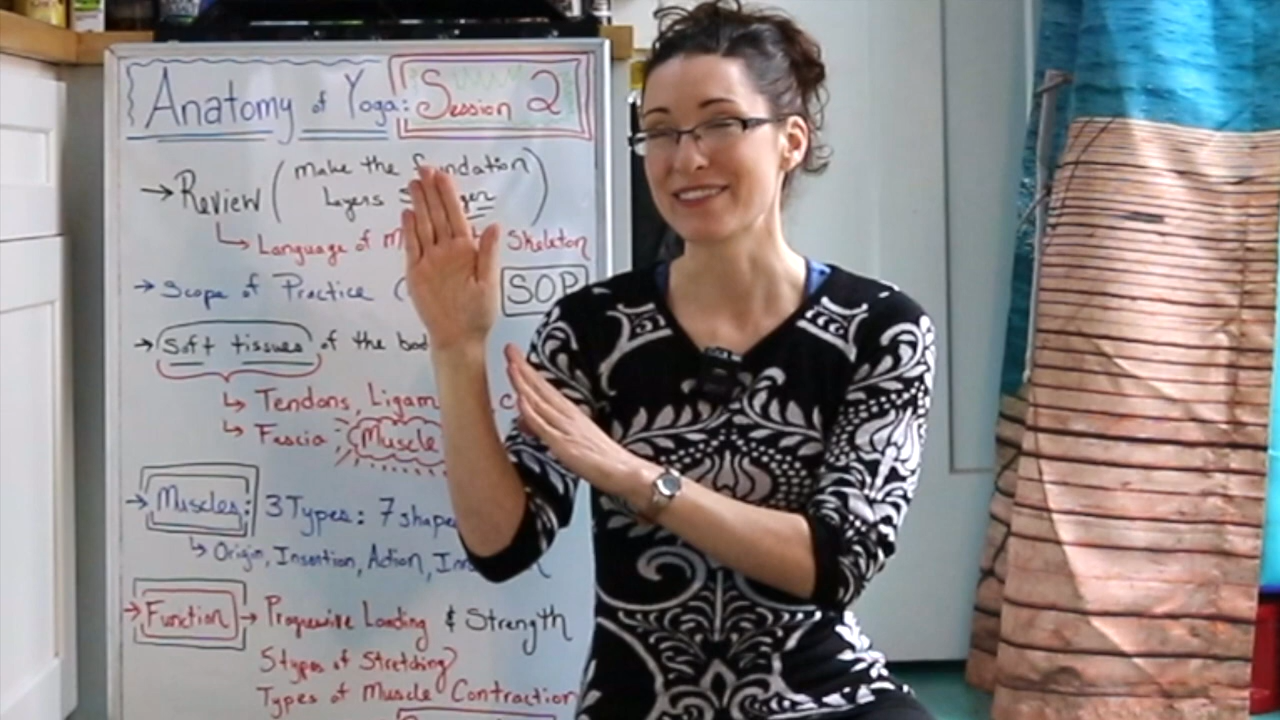 Anatomy of Yoga: Session 2
→ Review (make the foundation
Layers
Language of Skeleton
→ Scope of Practice ( SOP
→ Soft tissues of the bod
Tendons, Ligam
Fascia Muscle
→ Muscles: 3 Types: 7 shape
Origin, Insertion, Action,
→ Function → Progressive Loading & Strength
5 types of Stretching
Types of Muscle Contraction